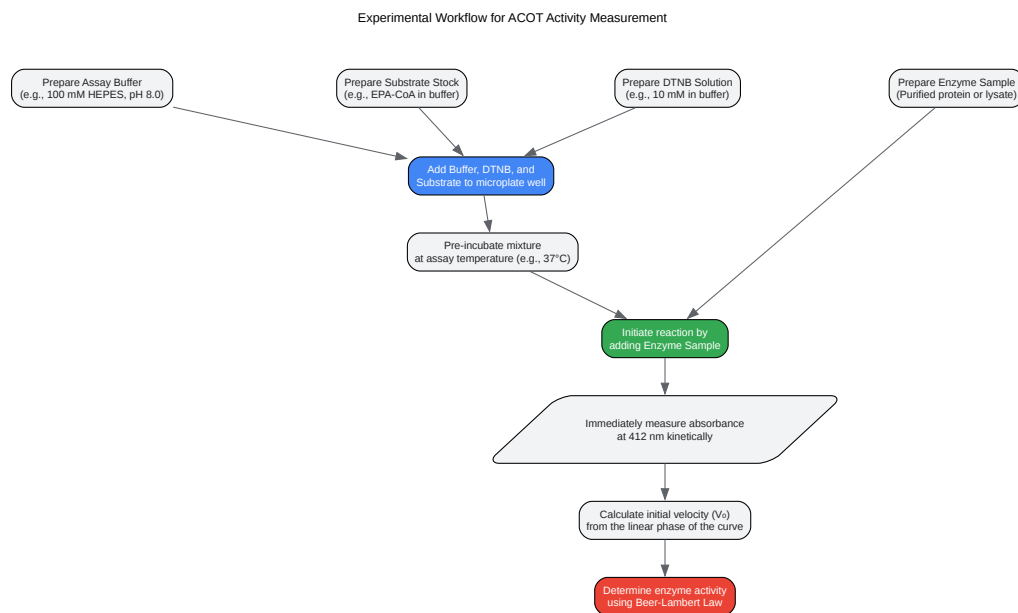 Experimental Workflow for ACOT Activity Measurement
Prepare Assay Buffer
(e.g., 100 mM HEPES, pH 8.0)
Prepare Substrate Stock
(e.g., EPA-CoA in buffer)
Prepare DTNB Solution
(e.g., 10 mM in buffer)
Prepare Enzyme Sample
(Purified protein or lysate)
Add Buffer, DTNB, and
Substrate to microplate well
Pre-incubate mixture
at assay temperature (e.g., 37°C)
Initiate reaction by
adding Enzyme Sample
Immediately measure absorbance
at 412 nm kinetically
Calculate initial velocity (V₀)
from the linear phase of the curve
Determine enzyme activity
using Beer-Lambert Law